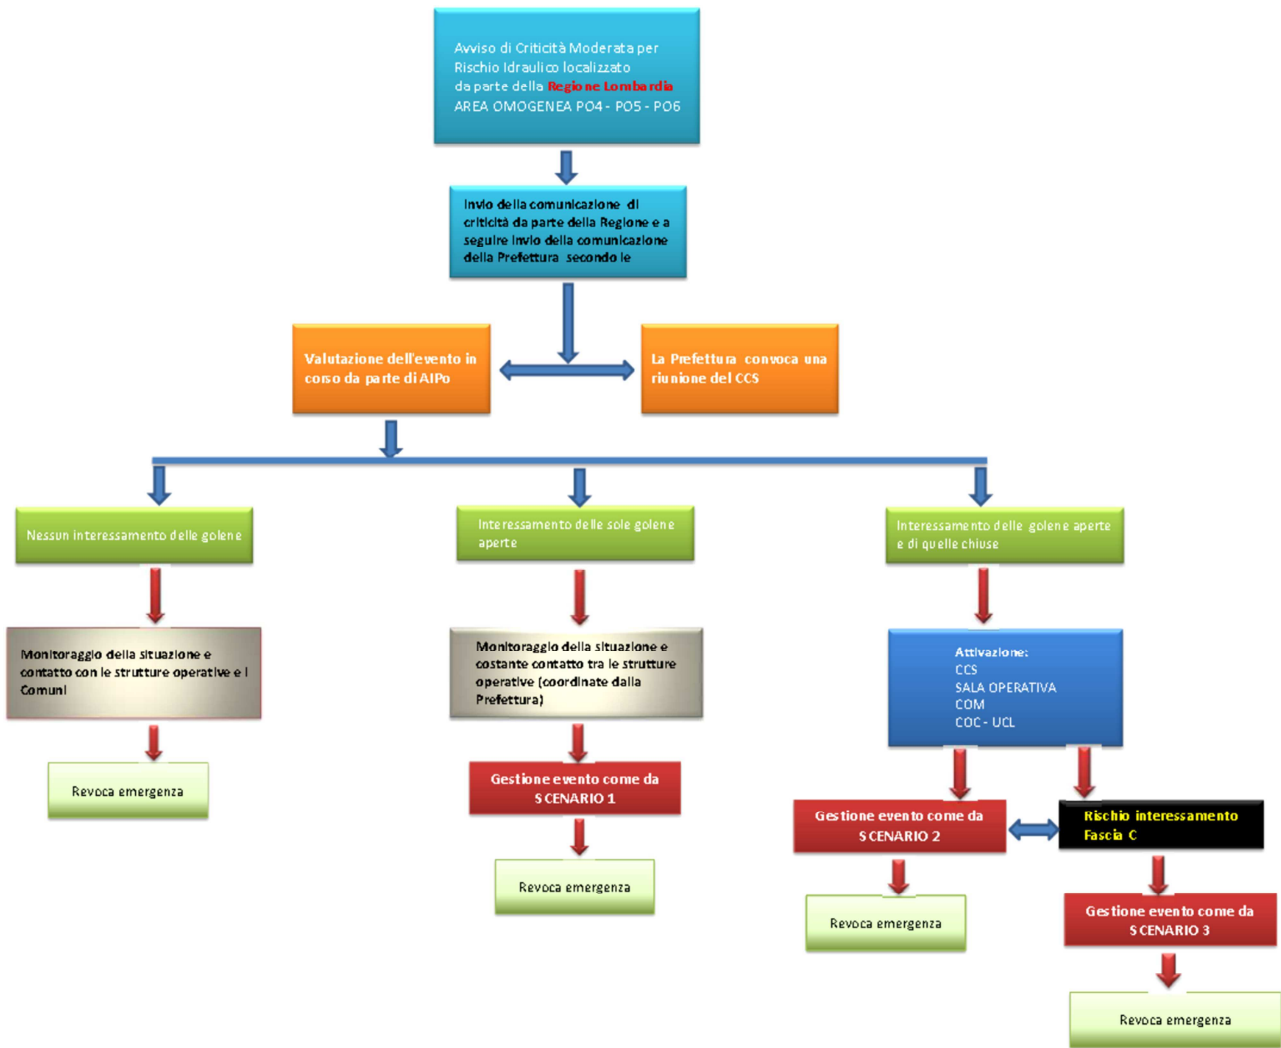 Avviso di Criticità Moderata per
Rischio Idraulico localizzato
da parte della Regione Lombardia
AREA OMOGENEA PO4 - PO5 - PO6
Invio della comunicazione di
criticità da parte della Regione e a
seguire invio della comunicazione
della Prefettura secondo le
Valutazione dell'evento in
corso da parte di AIPo
La Prefettura convoca una
riunione del CCS
Nessun interessamento delle golene
Interessamento delle sole golene
aperte
Interessamento delle golene aperte
e di quelle chiuse
Monitoraggio della situazione e
contatto con le strutture operative e i
Comuni
Monitoraggio della situazione e
costante contatto tra le strutture
operative (coordinate dalla
Prefettura)
Attivazione:
CCS
SALA OPERATIVA
COM
COC - UCL
Revoca emergenza
Gestione evento come da
SCENARIO 1
Gestione evento come da
SCENARIO 2
Rischio interessamento
Fascia C
Revoca emergenza
Revoca emergenza
Gestione evento come da
SCENARIO 3
Revoca emergenza